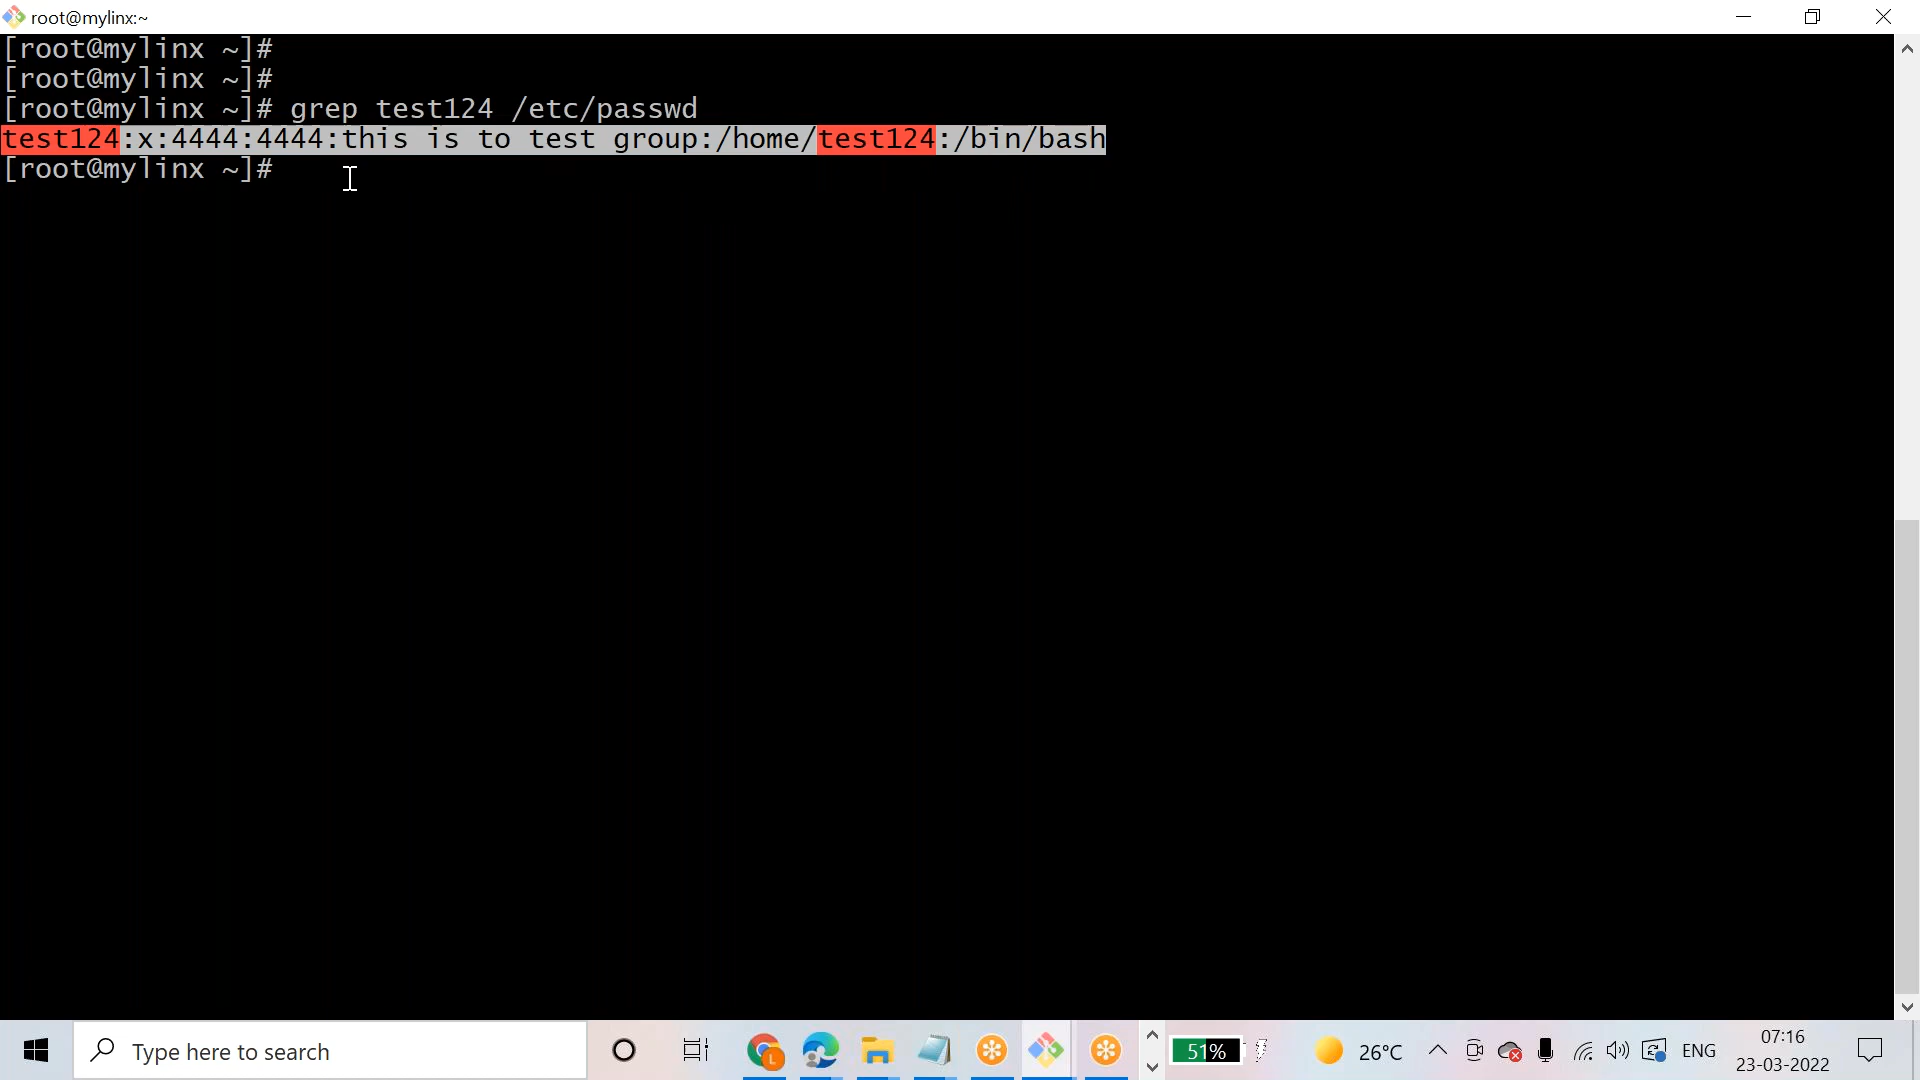 root@mylinx:~
[root@mylinx ~]#
[root@mylinx ~]#
[root@mylinx ~]# grep test124 /etc/passwd
test124:x:4444:4444:this is to test group:/home/test124:/bin/bash
[root@mylinx ~]#
Type here to search
L
51%
26°C
ENG
07:16
23-03-2022